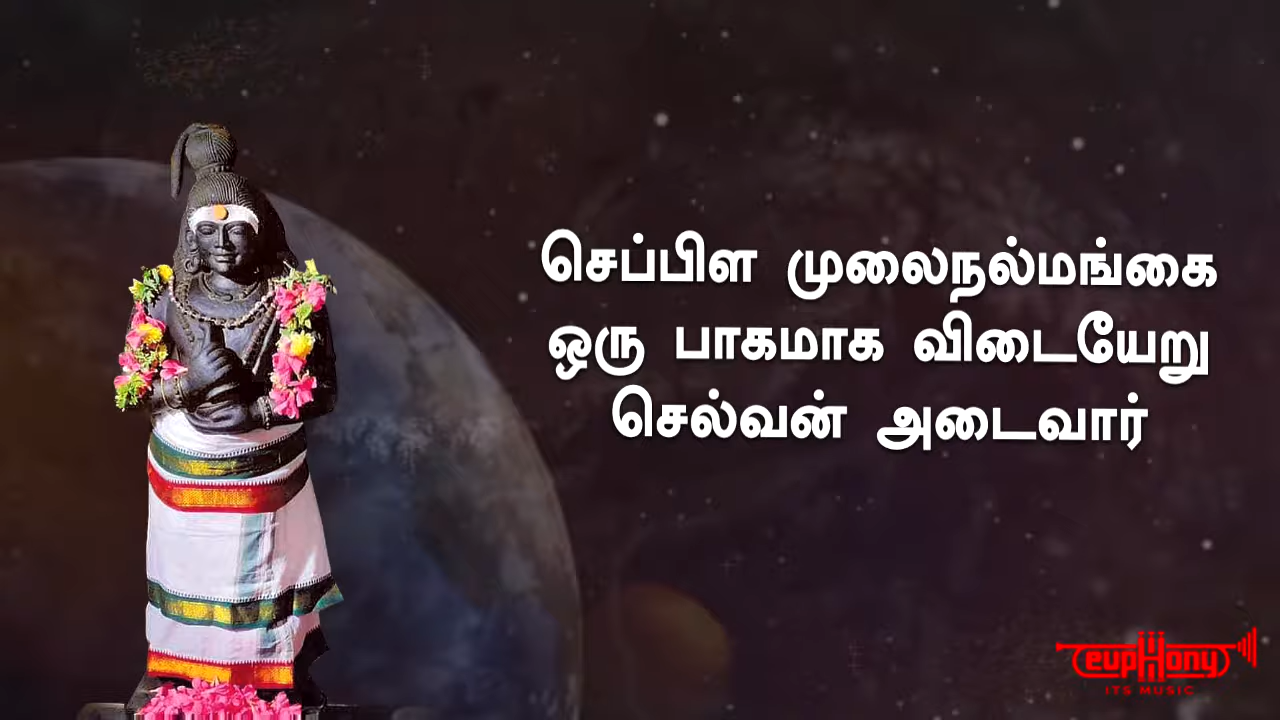 செப்பிள முலைநல்மங்கை
ஒரு பாகமாக விடையேறு
செல்வன் அடைவார்
euphony
ITS MUSIC